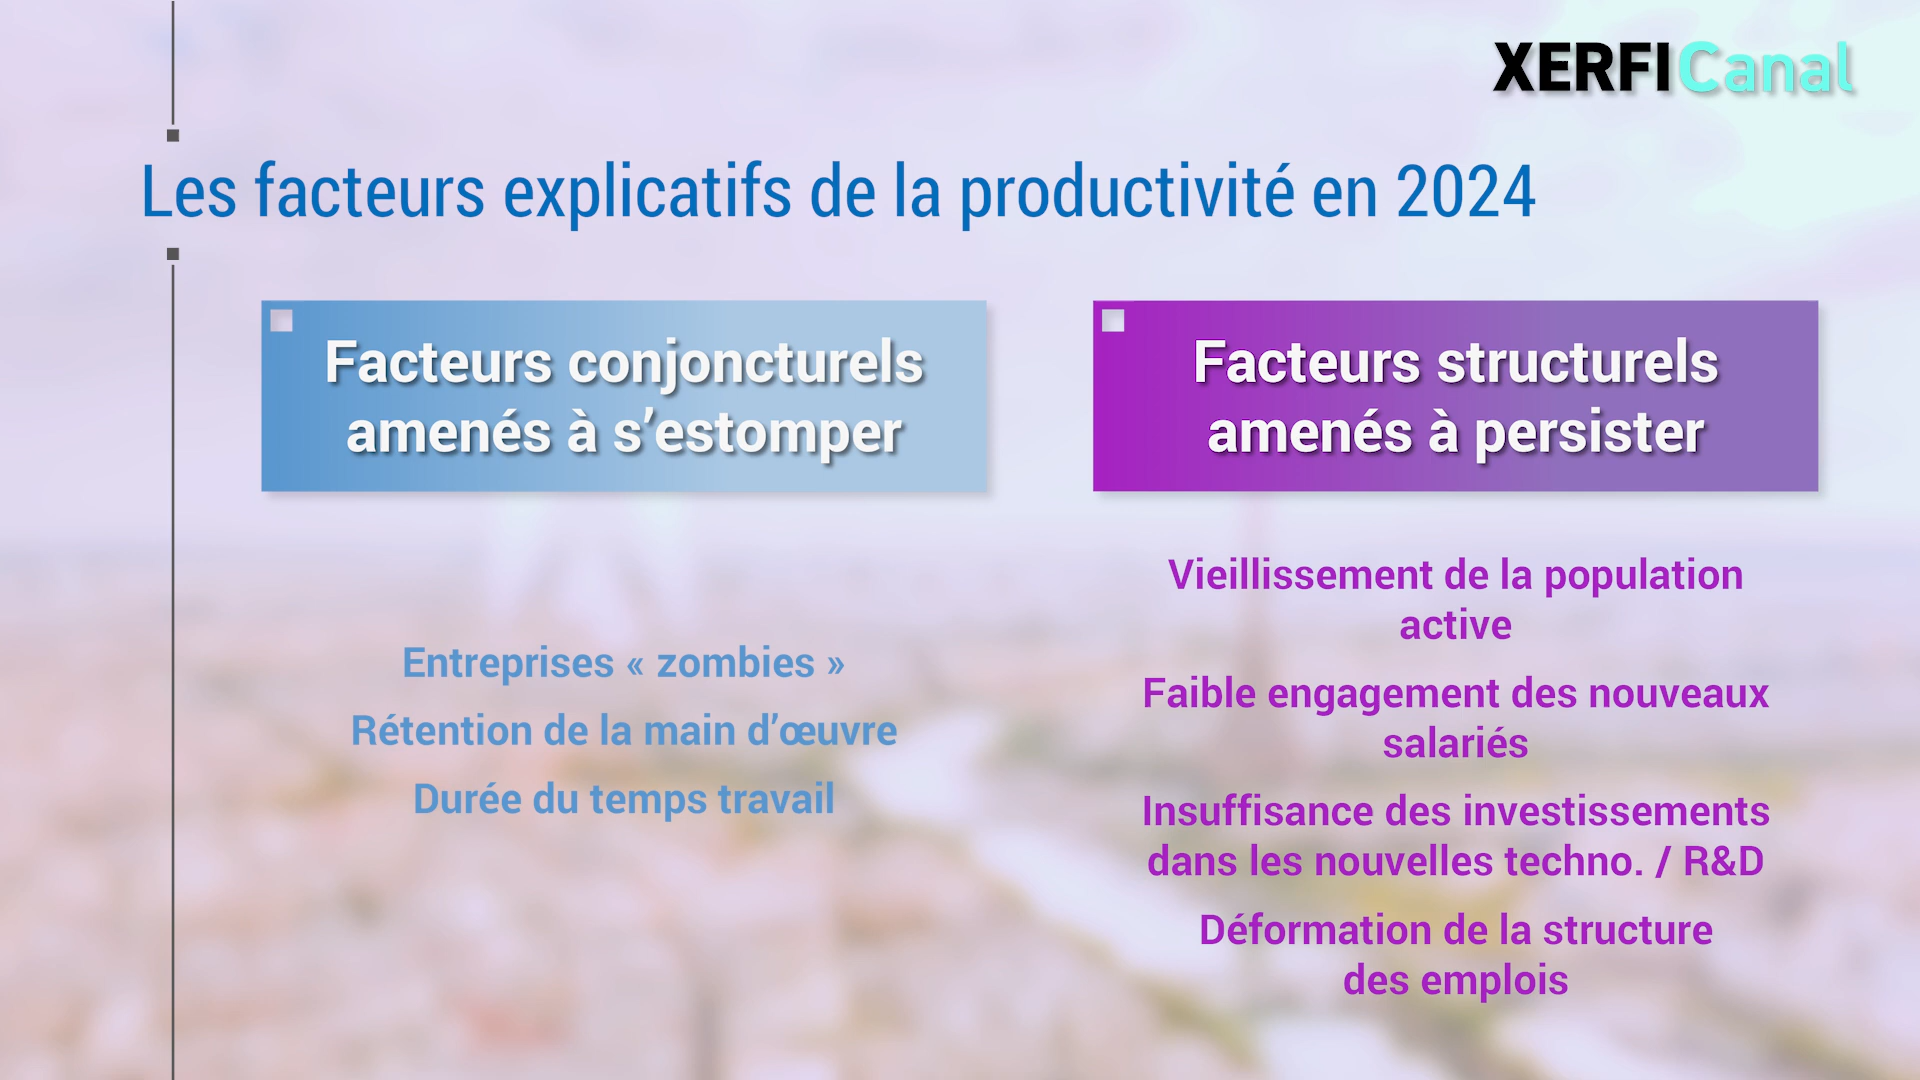 XERFI Canal
Les facteurs explicatifs de la productivité en 2024
Facteurs conjoncturels
amenés à s’estomper
Entreprises « zombies »
Rétention de la main d’œuvre
Durée du temps travail
Facteurs structurels
amenés à persister
Vieillissement de la population
active
Faible engagement des nouveaux
salariés
Insuffisance des investissements
dans les nouvelles techno. / R&D
Déformation de la structure
des emplois